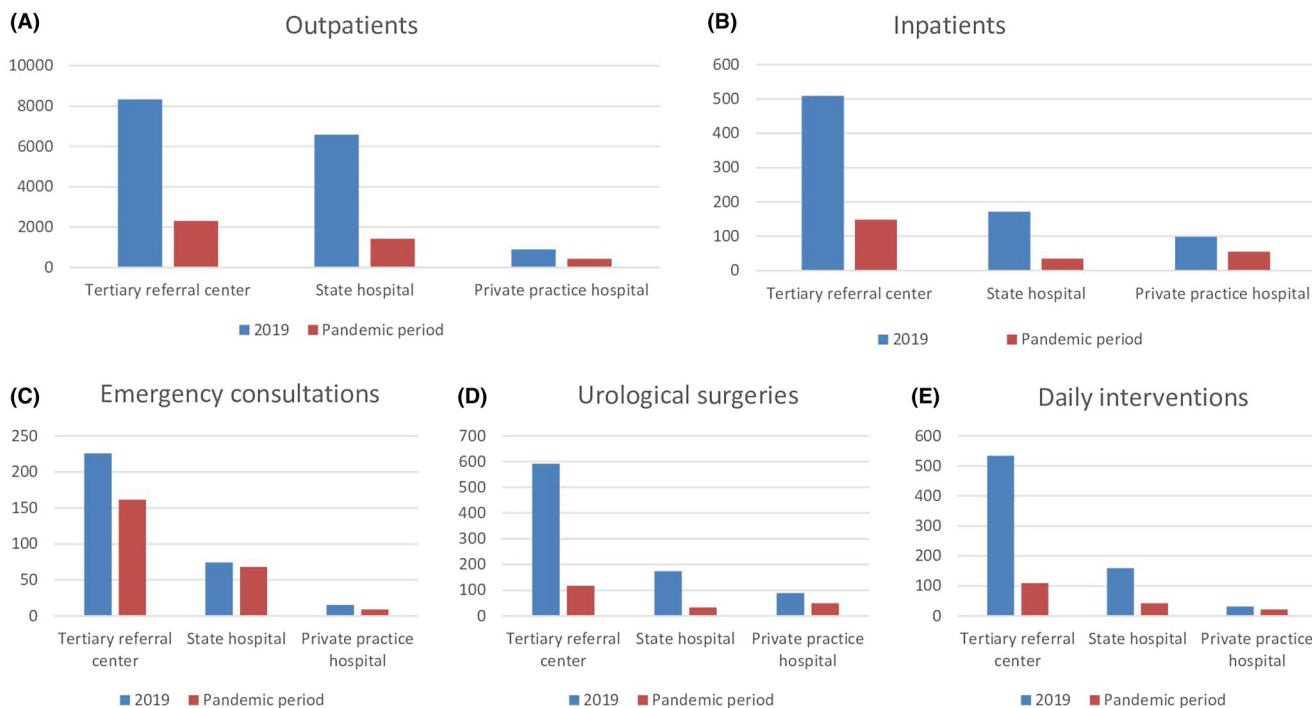 (A)
Outpatients
10000
8000
6000
4000
2000
0
Tertiary referral center
State hospital
Private practice hospital
2019
Pandemic period
(B)
Inpatients
600
500
400
300
200
100
0
Tertiary referral center
State hospital
Private practice hospital
2019
Pandemic period
(C)
Emergency consultations
250
200
150
100
50
0
Tertiary referral
center
State hospital
Private practice
hospital
2019
Pandemic period
(D)
Urological surgeries
700
600
500
400
300
200
100
0
Tertiary referral
center
State hospital
Private practice
hospital
2019
Pandemic period
(E)
Daily interventions
600
500
400
300
200
100
0
Tertiary referral
center
State hospital
Private practice
hospital
2019
Pandemic period